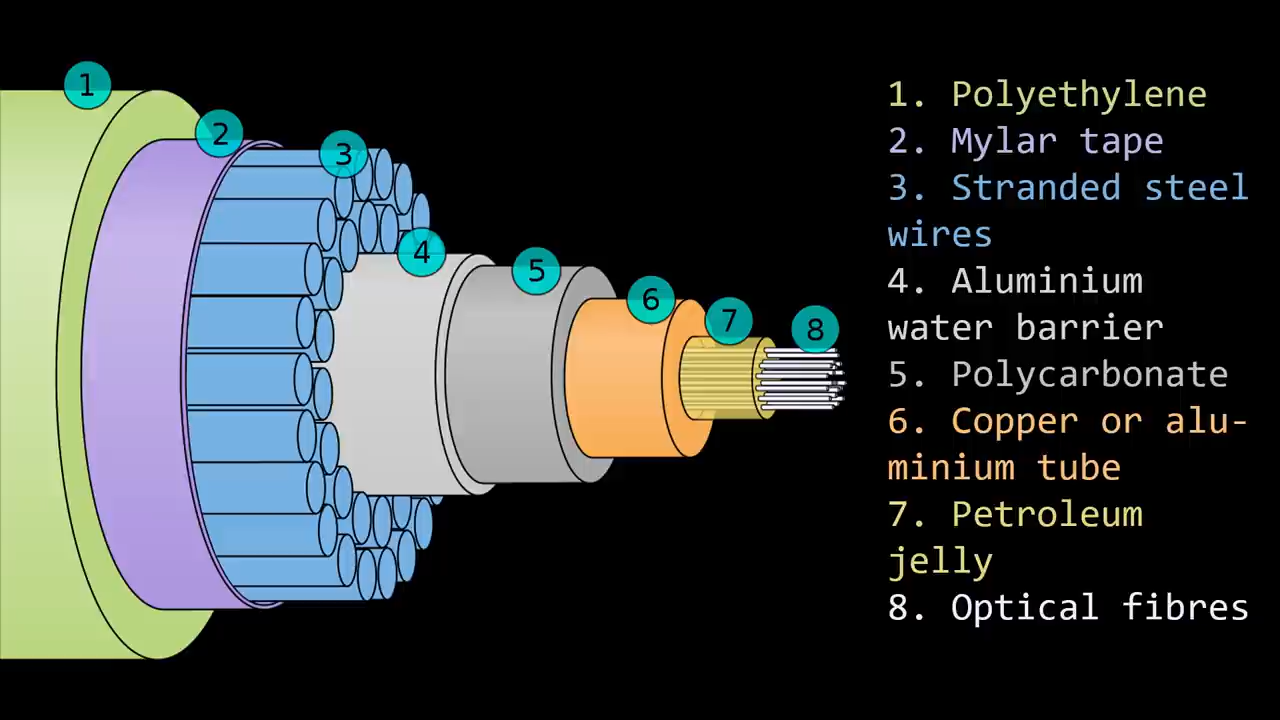 1
2
3
4
5
6
7
8
1. Polyethylene
2. Mylar tape
3. Stranded steel
wires
4. Aluminium
water barrier
5. Polycarbonate
6. Copper or alu-
minium tube
7. Petroleum
jelly
8. Optical fibres